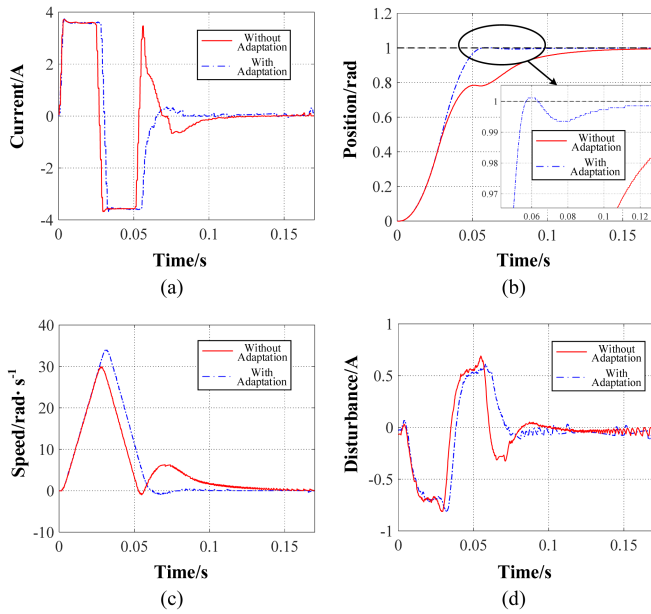 4
2
0
-2
-4
0
0.05
0.1
0.15
Current/A
Time/s
Without
Adaptation
With
Adaptation
(a)
1.2
1
0.8
0.6
0.4
0.2
0
0
0.05
0.1
0.15
Position/rad
Time/s
1
0.99
0.98
0.97
0.06
0.08
0.1
0.12
Without
Adaptation
With
Adaptation
(b)
40
30
20
10
0
-10
0
0.05
0.1
0.15
Speed/rad· s⁻¹
Time/s
Without
Adaptation
With
Adaptation
(c)
1
0.5
0
-0.5
-1
0
0.05
0.1
0.15
Disturbance/A
Time/s
Without
Adaptation
With
Adaptation
(d)